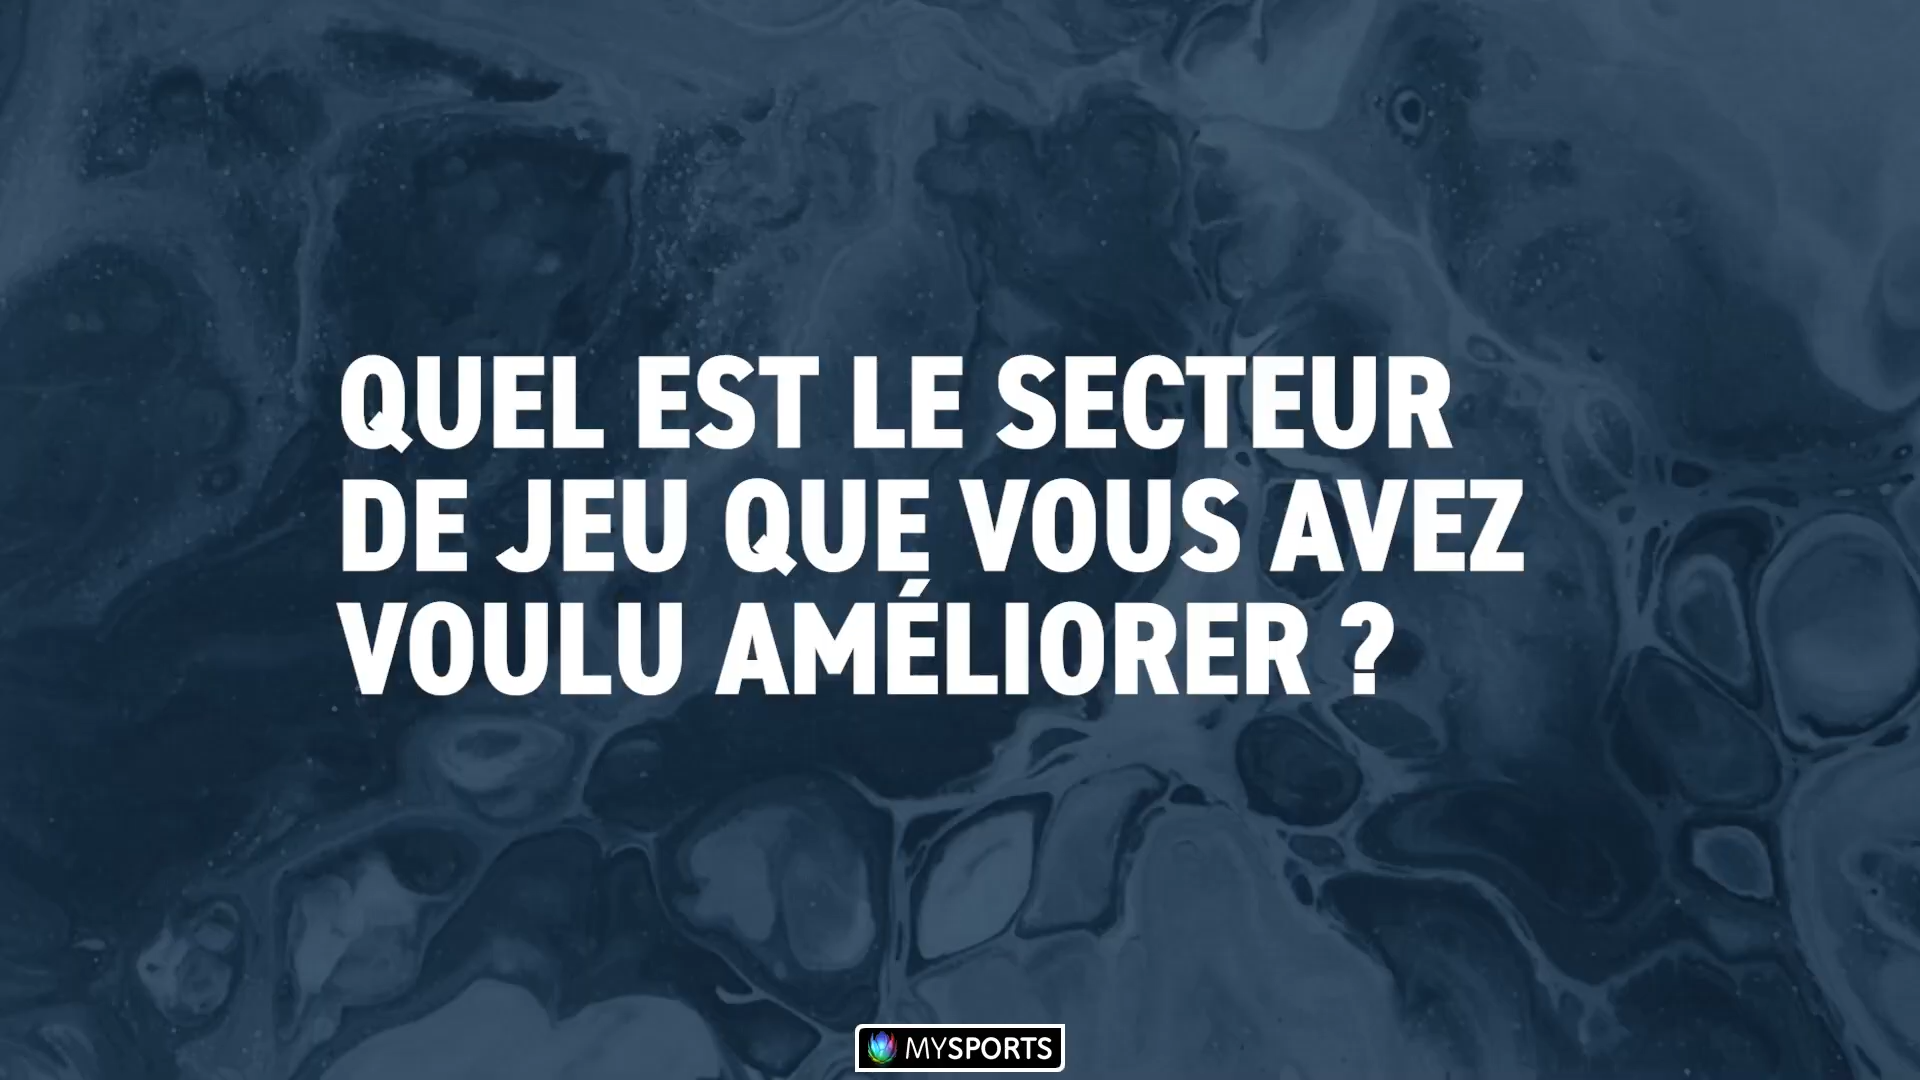 QUEL EST LE SECTEUR
DE JEU QUE VOUS AVEZ
VOULU AMÉLIORER ?
MYSPORTS